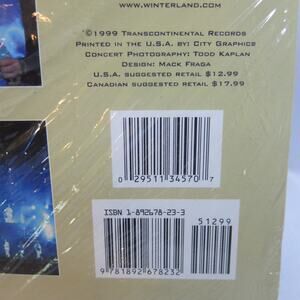 WWW.WINTERLAND.COM
©1999 Transcontinental Records
Printed in the U.S.A. by: City Graphics
Concert Photography: Todd Kaplan
Design: Mack Fraga
U.S.A. suggested retail $12.99
Canadian suggested retail $17.99
0 29511 34570 7
ISBN 1-892678-23-3
51299
9 781892 678232